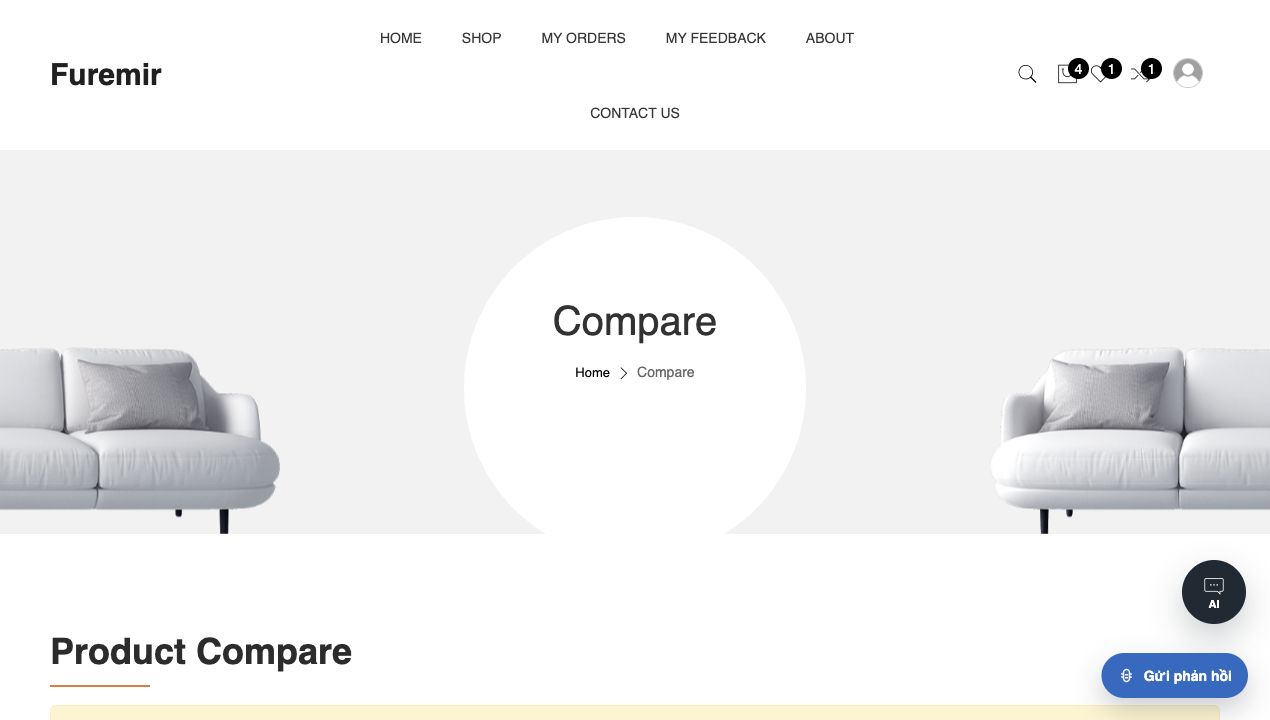 HOME SHOP MY ORDERS MY FEEDBACK ABOUT
Furemir
4 1 1
CONTACT US
Compare
Home Compare
AI
Product Compare
Gửi phản hồi